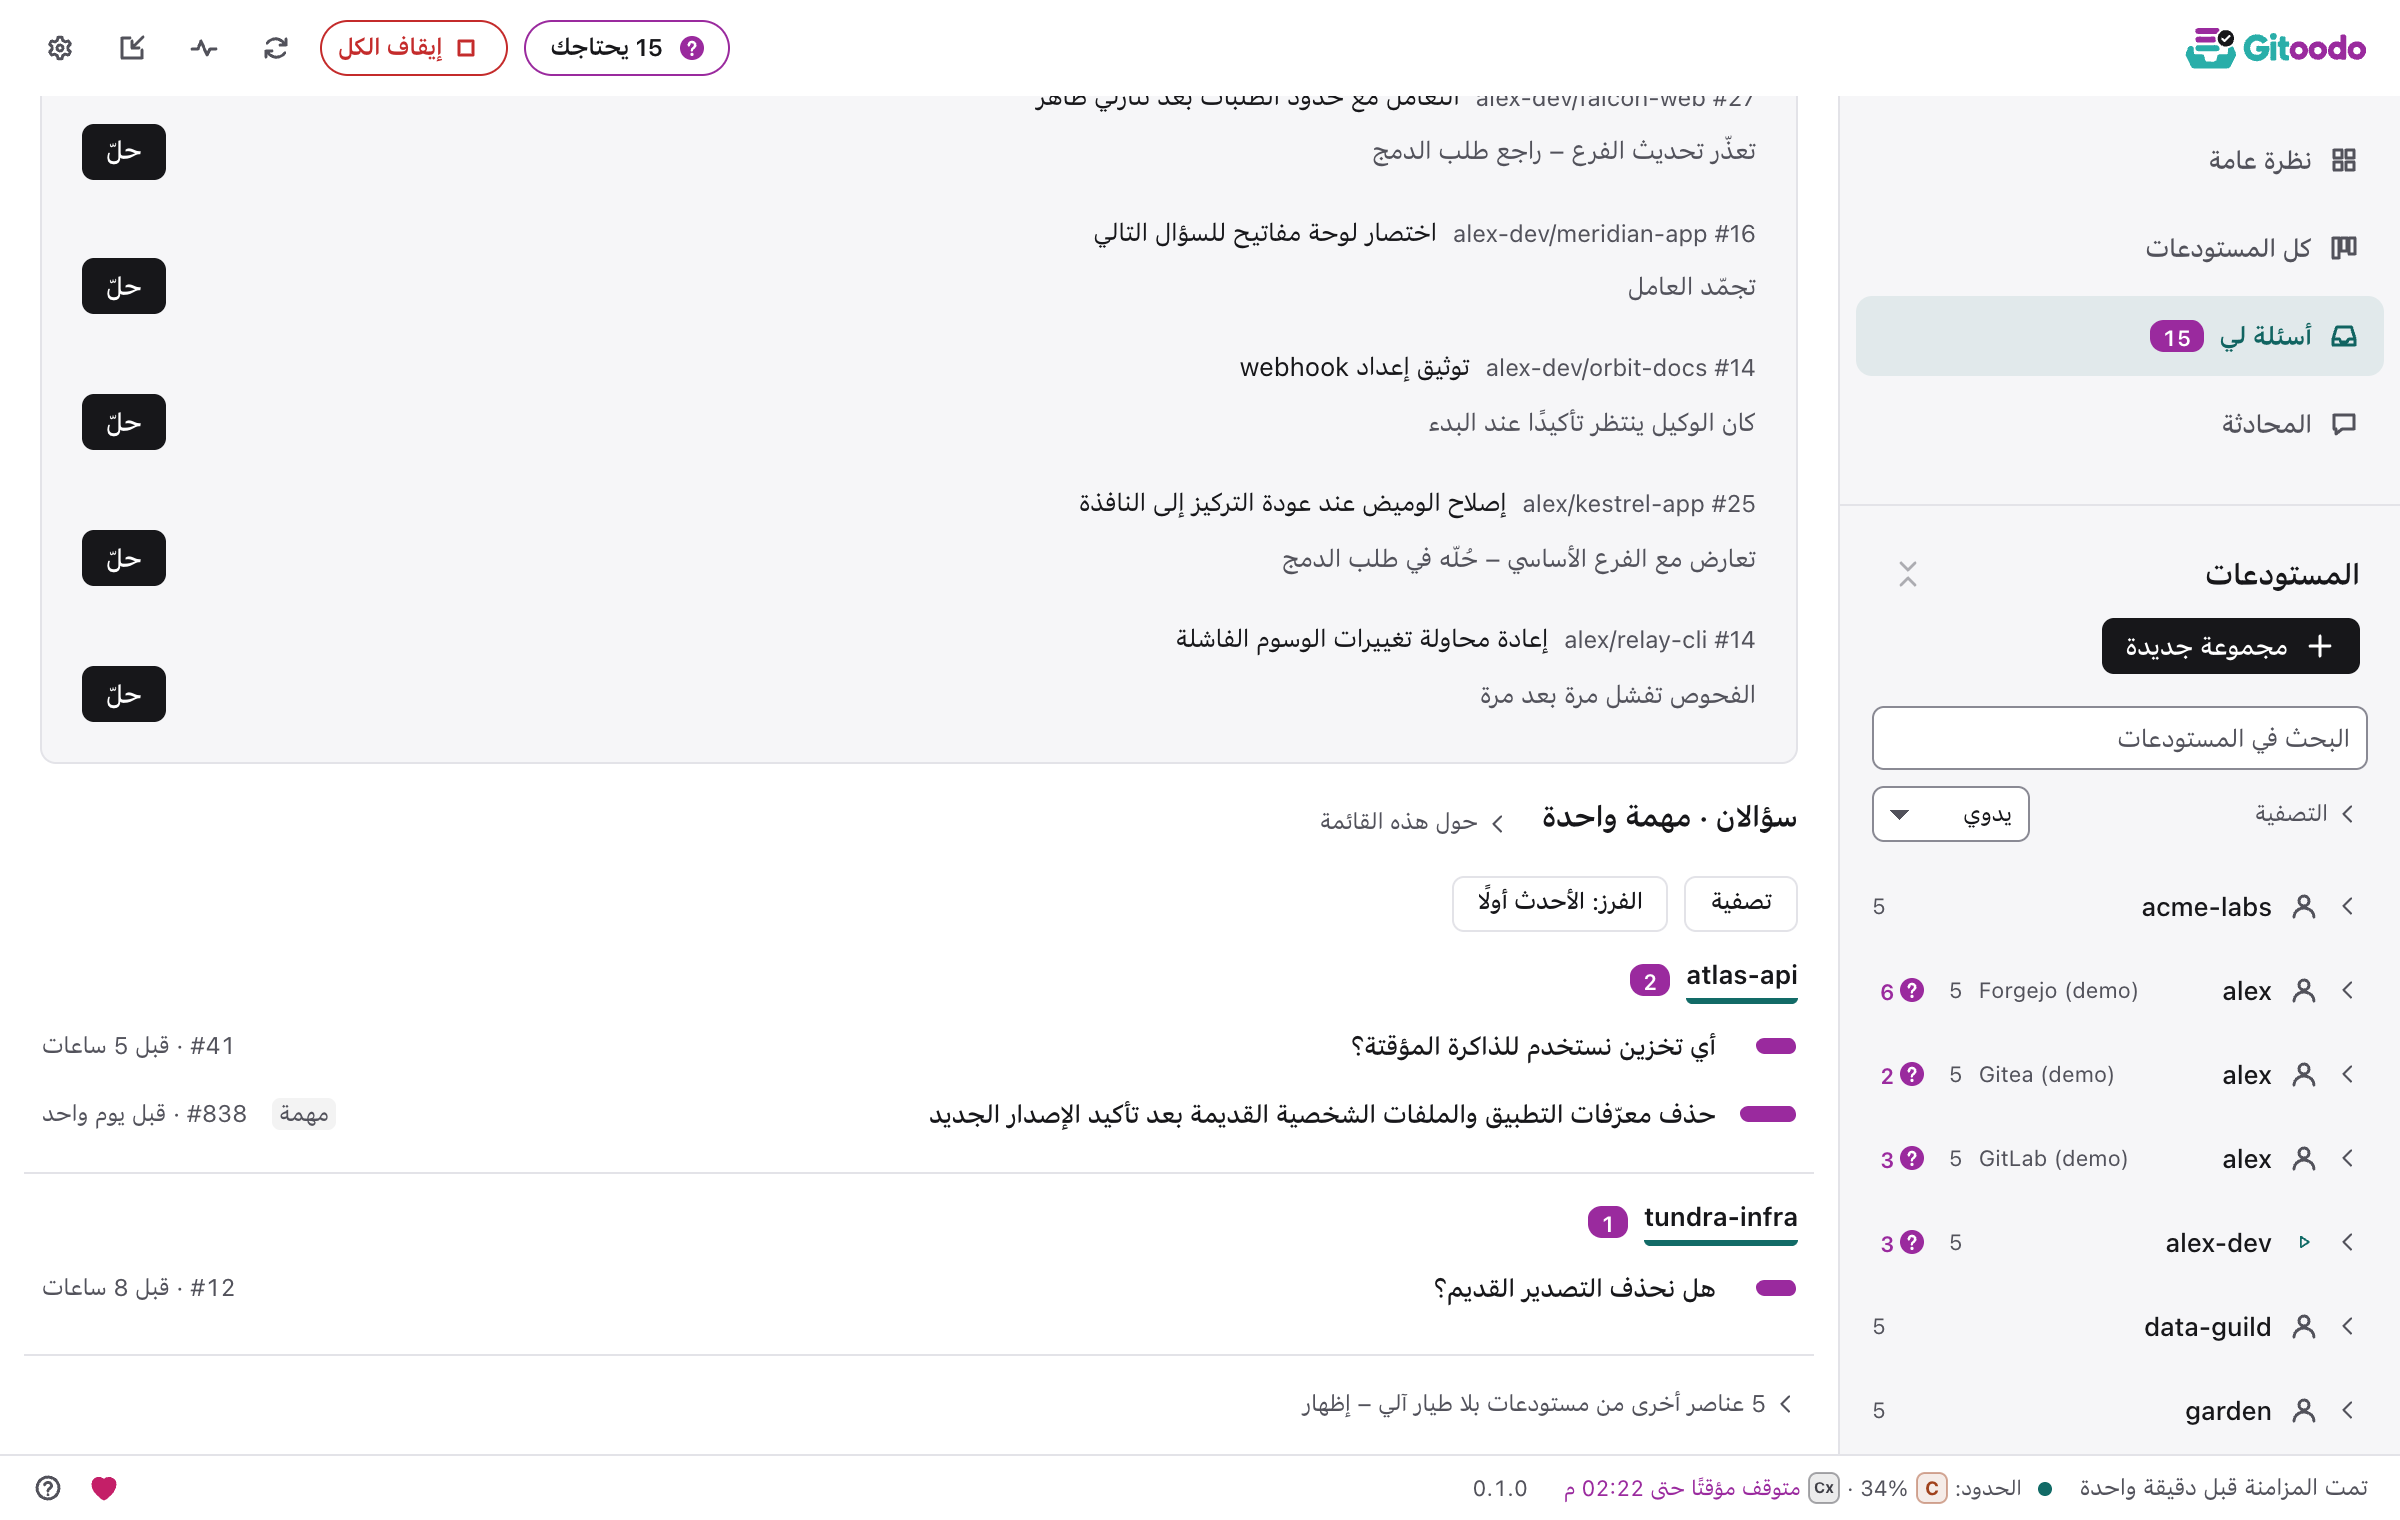 Gitoodo
15 يحتاجك
إيقاف الكل
نظرة عامة
كل المستودعات
أسئلة لي 15
المحادثة
المستودعات
مجموعة جديدة
البحث في المستودعات
التصفية
يدوي
acme-labs 5
alex Forgejo (demo) 5 6
alex Gitea (demo) 5 2
alex GitLab (demo) 5 3
alex-dev 5 3
data-guild 5
garden 5
alex-dev/falcon-web #27 التعامل مع حدود الطلبات بعد تنازلي ظاهر
تعذّر تحديث الفرع – راجع طلب الدمج
حلّ
alex-dev/meridian-app #16 اختصار لوحة مفاتيح للسؤال التالي
تجمّد العامل
حلّ
alex-dev/orbit-docs #14 توثيق إعداد webhook
كان الوكيل ينتظر تأكيدًا عند البدء
حلّ
alex/kestrel-app #25 إصلاح الوميض عند عودة التركيز إلى النافذة
تعارض مع الفرع الأساسي – حُلّه في طلب الدمج
حلّ
alex/relay-cli #14 إعادة محاولة تغييرات الوسوم الفاشلة
الفحوص تفشل مرة بعد مرة
حلّ
سؤالان · مهمة واحدة
حول هذه القائمة
تصفية
الفرز: الأحدث أولًا
atlas-api 2
أي تخزين نستخدم للذاكرة المؤقتة؟
#41 · قبل 5 ساعات
حذف معرّفات التطبيق والملفات الشخصية القديمة بعد تأكيد الإصدار الجديد
مهمة #838 · قبل يوم واحد
tundra-infra 1
هل نحذف التصدير القديم؟
#12 · قبل 8 ساعات
5 عناصر أخرى من مستودعات بلا طيار آلي – إظهار
تمت المزامنة قبل دقيقة واحدة
الحدود: C 34% · Cx متوقف مؤقتًا حتى 02:22 م
0.1.0